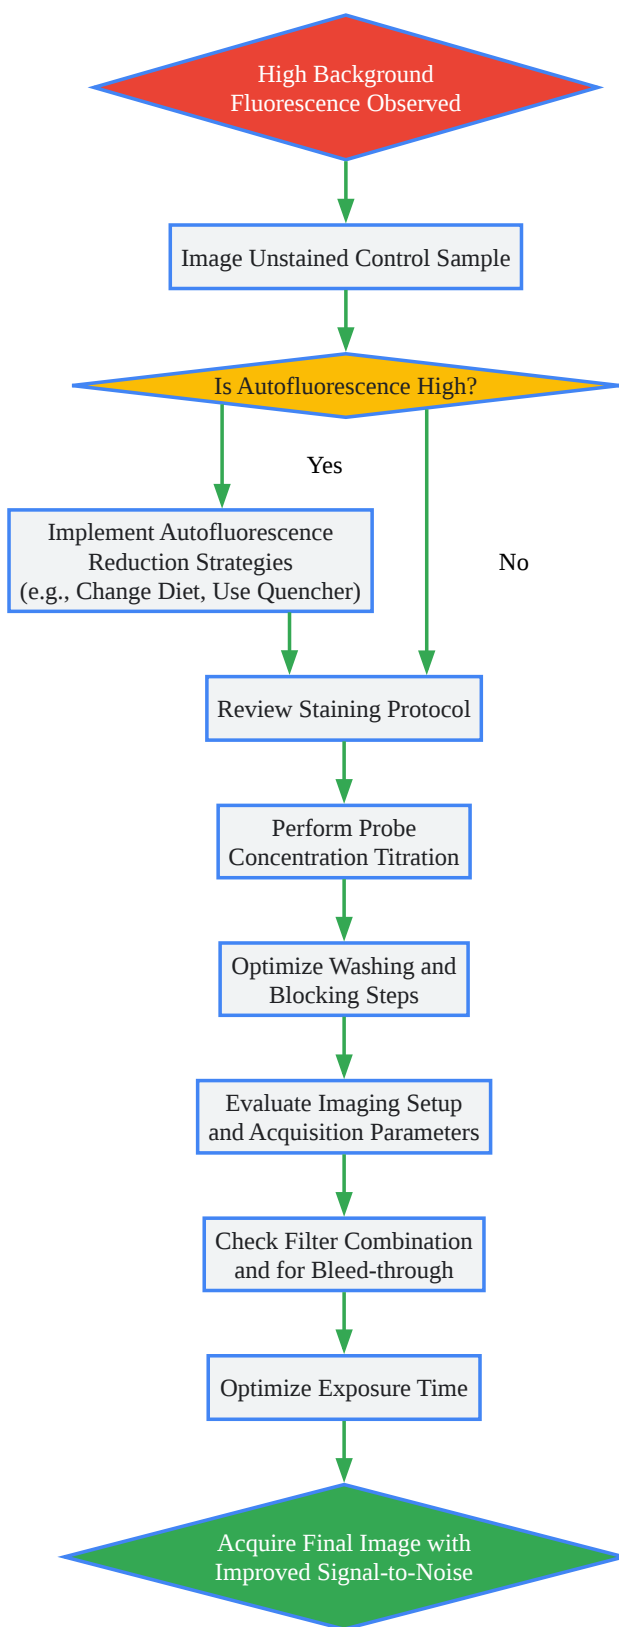 High Background
Fluorescence Observed
Image Unstained Control Sample
Is Autofluorescence High?
Yes
Implement Autofluorescence
Reduction Strategies
(e.g., Change Diet, Use Quencher)
No
Review Staining Protocol
Perform Probe
Concentration Titration
Optimize Washing and
Blocking Steps
Evaluate Imaging Setup
and Acquisition Parameters
Check Filter Combination
and for Bleed-through
Optimize Exposure Time
Acquire Final Image with
Improved Signal-to-Noise